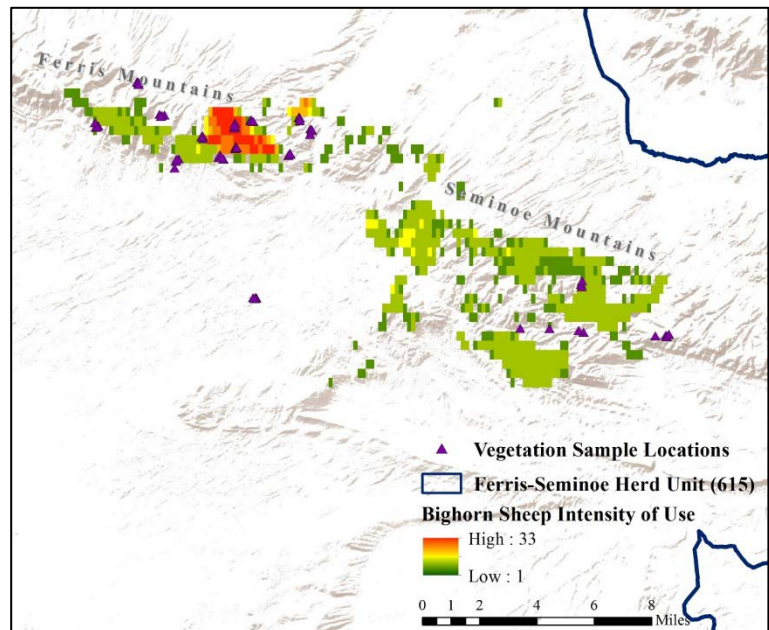 Ferris Mountains
Seminoe Mountains
Vegetation Sample Locations
Ferris-Seminoe Herd Unit (615)
Bighorn Sheep Intensity of Use
High : 33
Low : 1
0 1 2 4 6 8
Miles